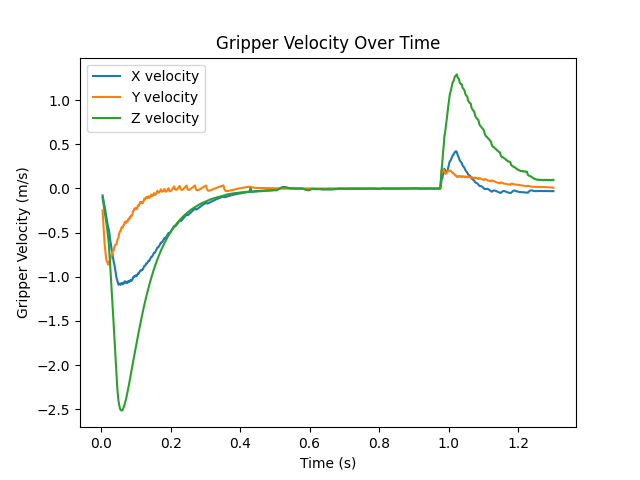 Gripper Velocity Over Time
X velocity
Y velocity
Z velocity
Gripper Velocity (m/s)
1.0
0.5
0.0
−0.5
−1.0
−1.5
−2.0
−2.5
0.0 0.2 0.4 0.6 0.8 1.0 1.2
Time (s)